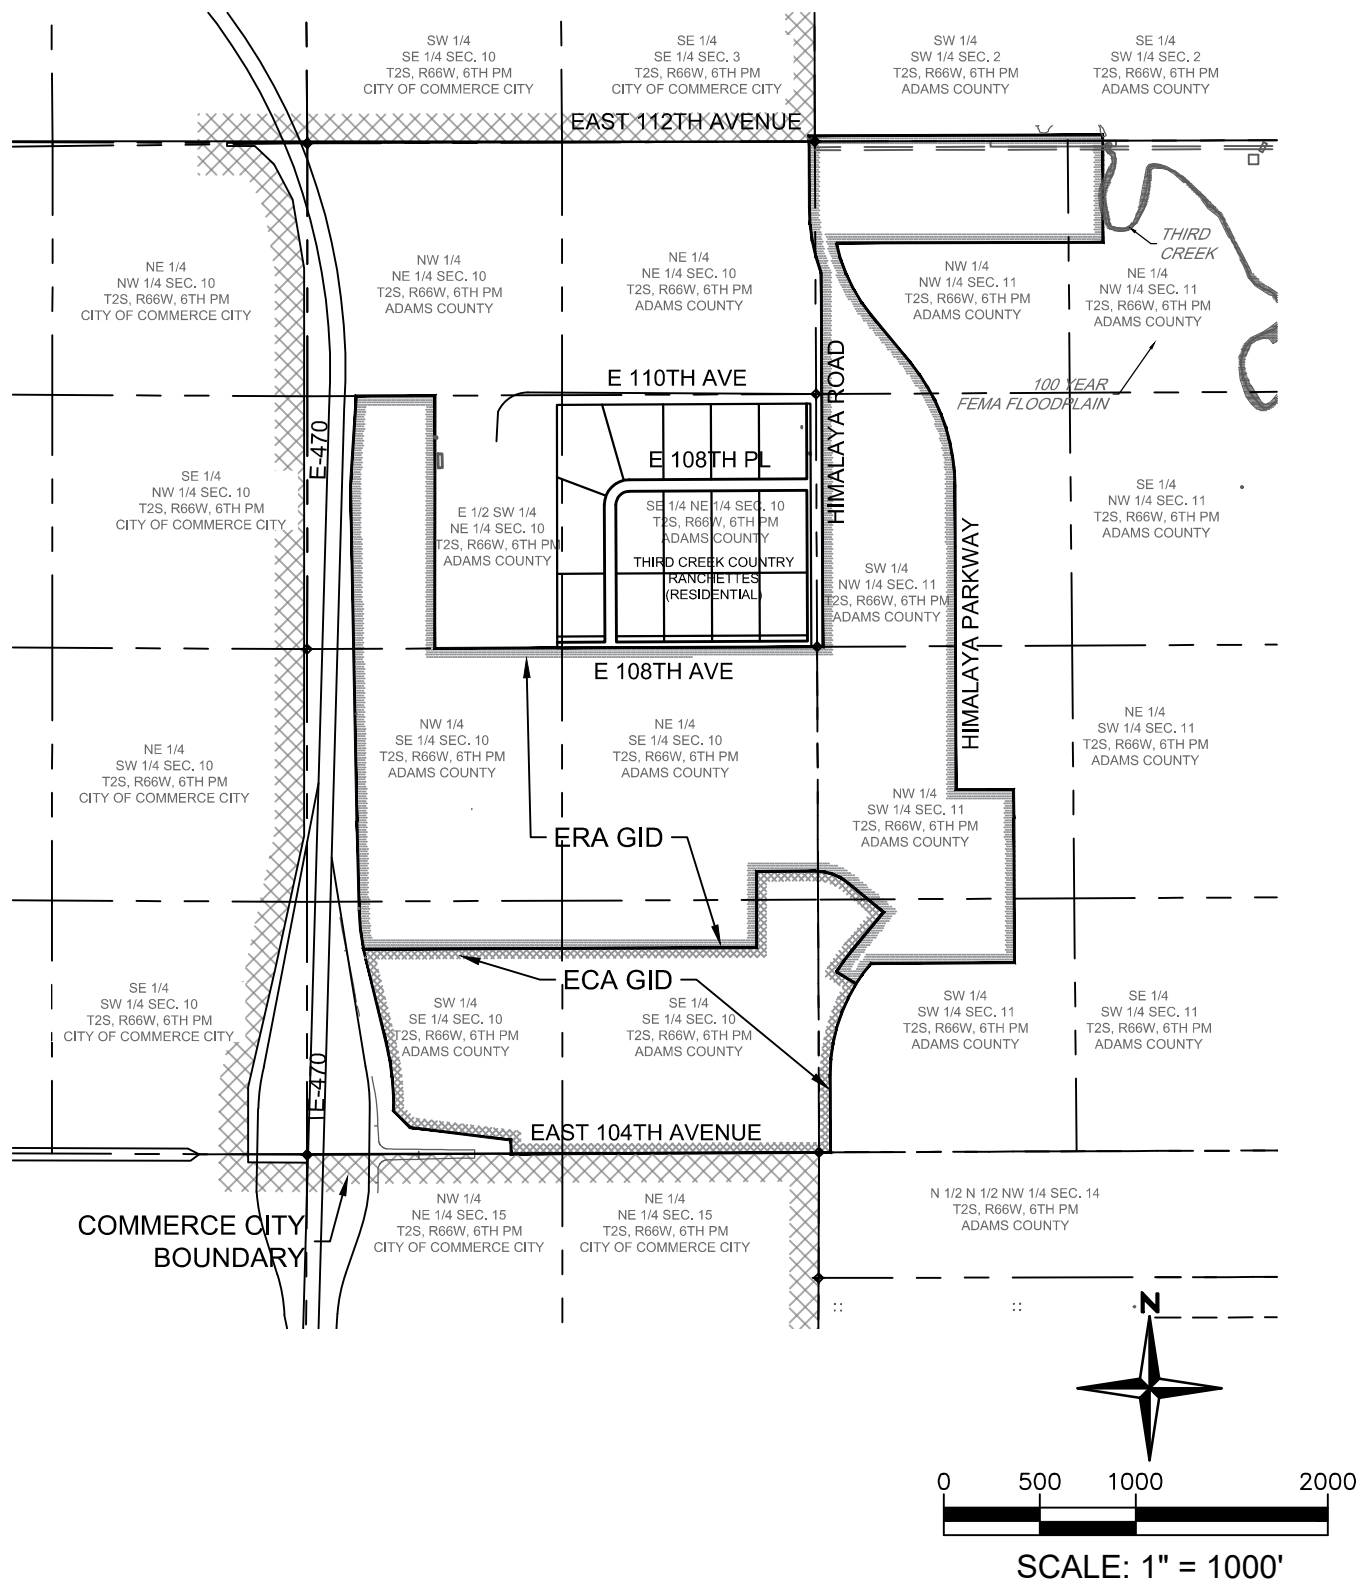 SW 1/4
SE 1/4 SEC. 10
T2S, R66W, 6TH PM
CITY OF COMMERCE CITY
SE 1/4
SE 1/4 SEC. 3
T2S, R66W, 6TH PM
CITY OF COMMERCE CITY
SW 1/4
SW 1/4 SEC. 2
T2S, R66W, 6TH PM
ADAMS COUNTY
SE 1/4
SW 1/4 SEC. 2
T2S, R66W, 6TH PM
ADAMS COUNTY
EAST 112TH AVENUE
THIRD
CREEK
NE 1/4
NW 1/4 SEC. 10
T2S, R66W, 6TH PM
CITY OF COMMERCE CITY
NW 1/4
NE 1/4 SEC. 10
T2S, R66W, 6TH PM
ADAMS COUNTY
NE 1/4
NE 1/4 SEC. 10
T2S, R66W, 6TH PM
ADAMS COUNTY
NW 1/4
NW 1/4 SEC. 11
T2S, R66W, 6TH PM
ADAMS COUNTY
NE 1/4
NW 1/4 SEC. 11
T2S, R66W, 6TH PM
ADAMS COUNTY
100 YEAR
FEMA FLOODPLAIN
E 110TH AVE
HIMALAYA ROAD
E-470
E 108TH PL
SE 1/4
NW 1/4 SEC. 10
T2S, R66W, 6TH PM
CITY OF COMMERCE CITY
E 1/2 SW 1/4
NE 1/4 SEC. 10
T2S, R66W, 6TH PM
ADAMS COUNTY
SE 1/4 NE 1/4 SEC. 10
T2S, R66W, 6TH PM
ADAMS COUNTY
THIRD CREEK COUNTRY
RANCHETTES
(RESIDENTIAL)
SW 1/4
NW 1/4 SEC. 11
T2S, R66W, 6TH PM
ADAMS COUNTY
SE 1/4
NW 1/4 SEC. 11
T2S, R66W, 6TH PM
ADAMS COUNTY
HIMALAYA PARKWAY
E 108TH AVE
NE 1/4
SW 1/4 SEC. 10
T2S, R66W, 6TH PM
CITY OF COMMERCE CITY
NW 1/4
SE 1/4 SEC. 10
T2S, R66W, 6TH PM
ADAMS COUNTY
NE 1/4
SE 1/4 SEC. 10
T2S, R66W, 6TH PM
ADAMS COUNTY
NW 1/4
SW 1/4 SEC. 11
T2S, R66W, 6TH PM
ADAMS COUNTY
NE 1/4
SW 1/4 SEC. 11
T2S, R66W, 6TH PM
ADAMS COUNTY
ERA GID
ECA GID
SE 1/4
SW 1/4 SEC. 10
T2S, R66W, 6TH PM
CITY OF COMMERCE CITY
SW 1/4
SE 1/4 SEC. 10
T2S, R66W, 6TH PM
ADAMS COUNTY
SE 1/4
SE 1/4 SEC. 10
T2S, R66W, 6TH PM
ADAMS COUNTY
SW 1/4
SW 1/4 SEC. 11
T2S, R66W, 6TH PM
ADAMS COUNTY
SE 1/4
SW 1/4 SEC. 11
T2S, R66W, 6TH PM
ADAMS COUNTY
E-470
EAST 104TH AVENUE
COMMERCE CITY
BOUNDARY
NW 1/4
NE 1/4 SEC. 15
T2S, R66W, 6TH PM
CITY OF COMMERCE CITY
NE 1/4
NE 1/4 SEC. 15
T2S, R66W, 6TH PM
CITY OF COMMERCE CITY
N 1/2 N 1/2 NW 1/4 SEC. 14
T2S, R66W, 6TH PM
ADAMS COUNTY
N
0 500 1000 2000
SCALE: 1" = 1000'